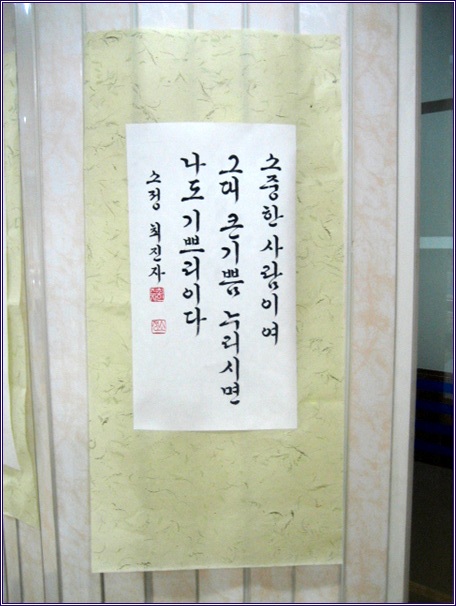 소중한 사람이여
그대 큰기쁨 누리시면
나도 기쁘리이다
소정 최진자